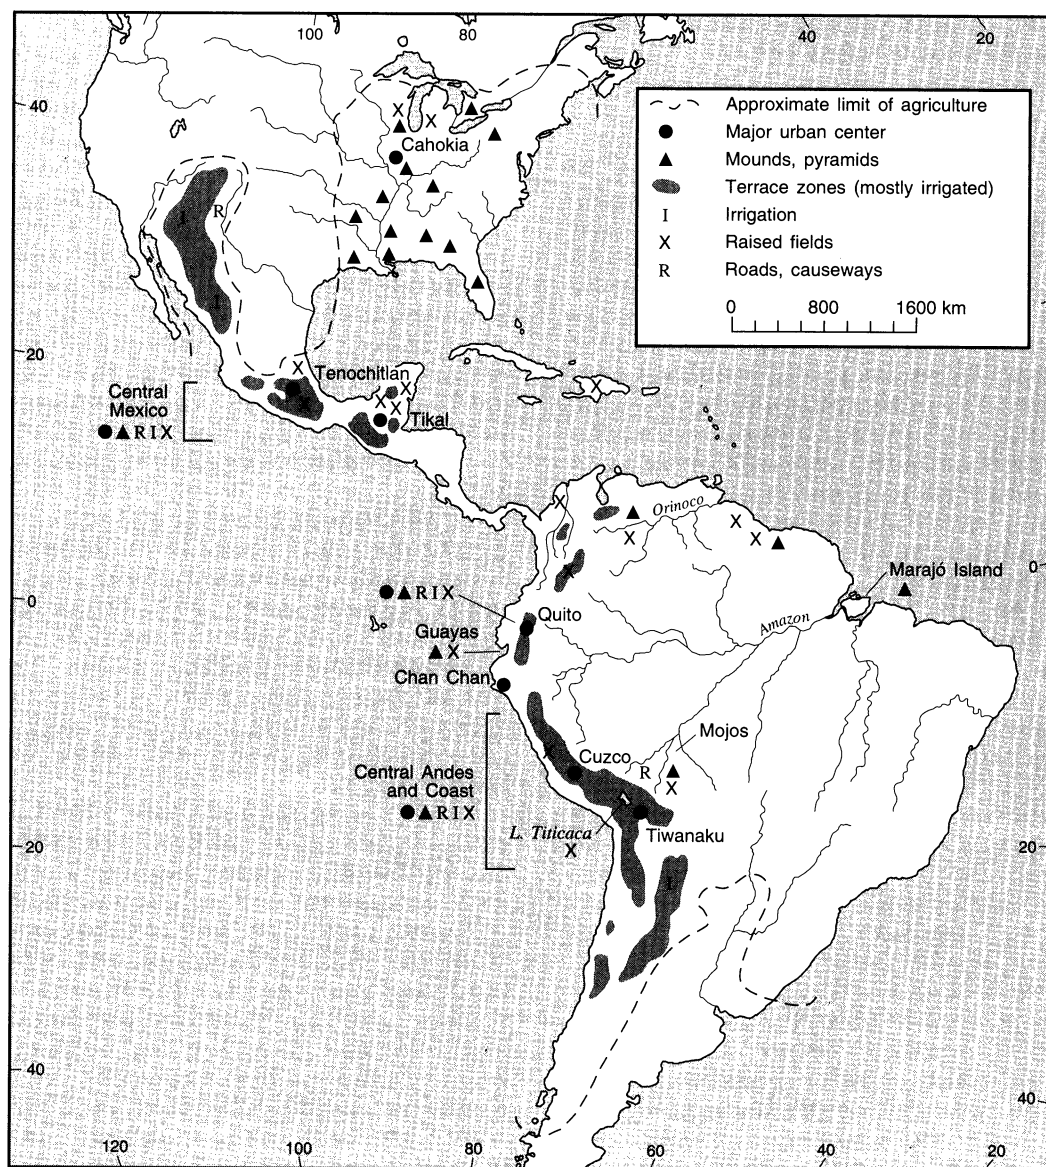 100
80
60
40
20
40
Approximate limit of agriculture
Major urban center
Mounds, pyramids
Terrace zones (mostly irrigated)
I Irrigation
X Raised fields
R Roads, causeways
0 800 1600 km
X
X
Cahokia
I
R
I
20
X
Tenochtitlan
X
X
X
X
Tikal
Central
Mexico
R I X
X
Orinoco
X
X
X
X
0
Marajó Island
0
R I X
Quito
Amazon
Guayas
X
Chan Chan
Mojos
X
Cuzco
R
X
Central Andes
and Coast
R I X
L. Titicaca
X
Tiwanaku
20
20
I
40
40
120
100
80
60
40
20